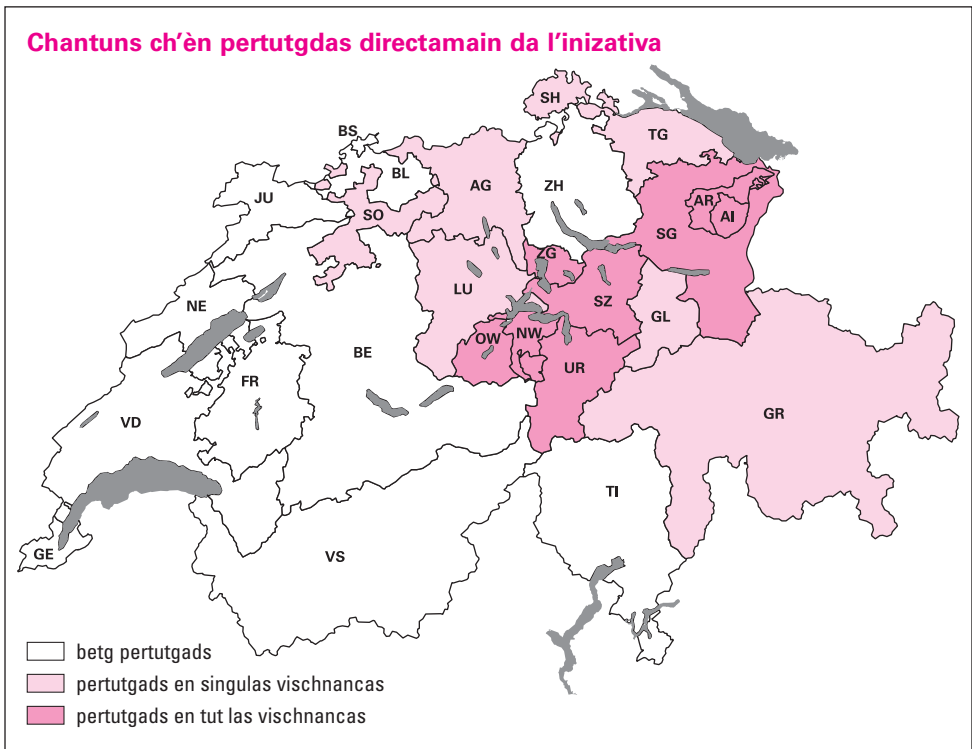 Chantuns ch'èn pertutgdas directamain da l'inizativa
SH
BS
TG
BL
AG
ZH
JU
AR
AI
SO
SG
ZG
LU
SZ
NE
GL
OW
NW
BE
UR
FR
GR
VD
TI
GE
VS
betg pertutgads
pertutgads en singulas vischnancas
pertutgads en tut las vischnancas